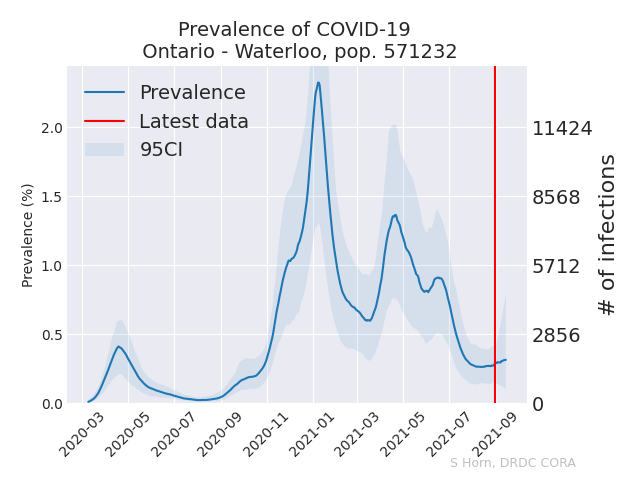 Prevalence of COVID-19
Ontario - Waterloo, pop. 571232
Prevalence
Latest data
95CI
Prevalence (%)
2.0
1.5
1.0
0.5
0.0
11424
8568
5712
2856
0
# of infections
2020-03
2020-05
2020-07
2020-09
2020-11
2021-01
2021-03
2021-05
2021-07
2021-09
S Horn, DRDC CORA